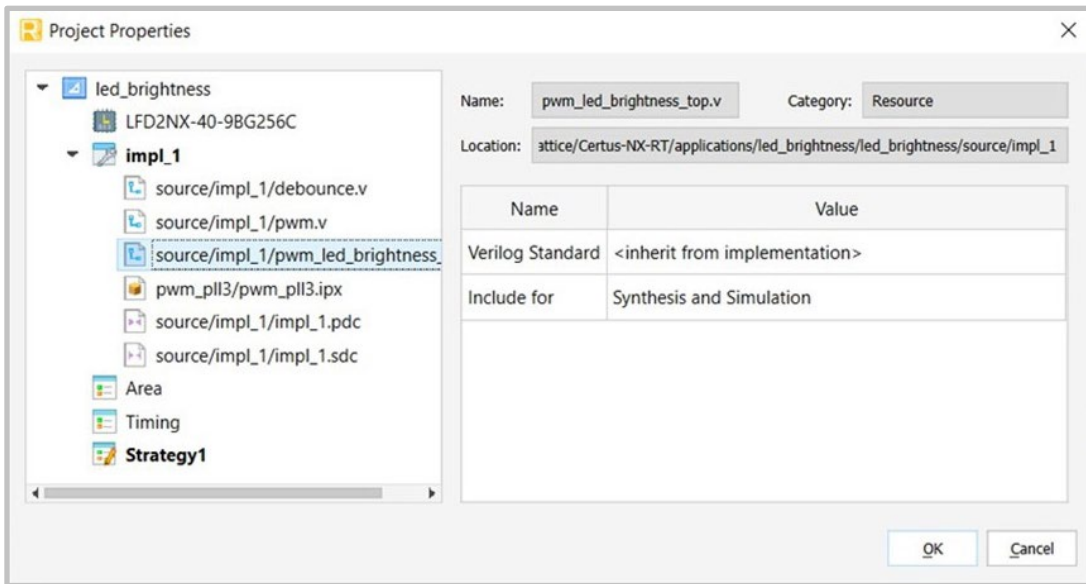 Project Properties
led_brightness
LFD2NX-40-9BG256C
impl_1
source/impl_1/debounce.v
source/impl_1/pwm.v
source/impl_1/pwm_led_brightness_
pwm_pll3/pwm_pll3.ipx
source/impl_1/impl_1.pdc
source/impl_1/impl_1.sdc
Area
Timing
Strategy1
Name: pwm_led_brightness_top.v Category: Resource
Location: attice/Certus-NX-RT/applications/led_brightness/led_brightness/source/impl_1
Name Value
Verilog Standard <inherit from implementation>
Include for Synthesis and Simulation
OK Cancel